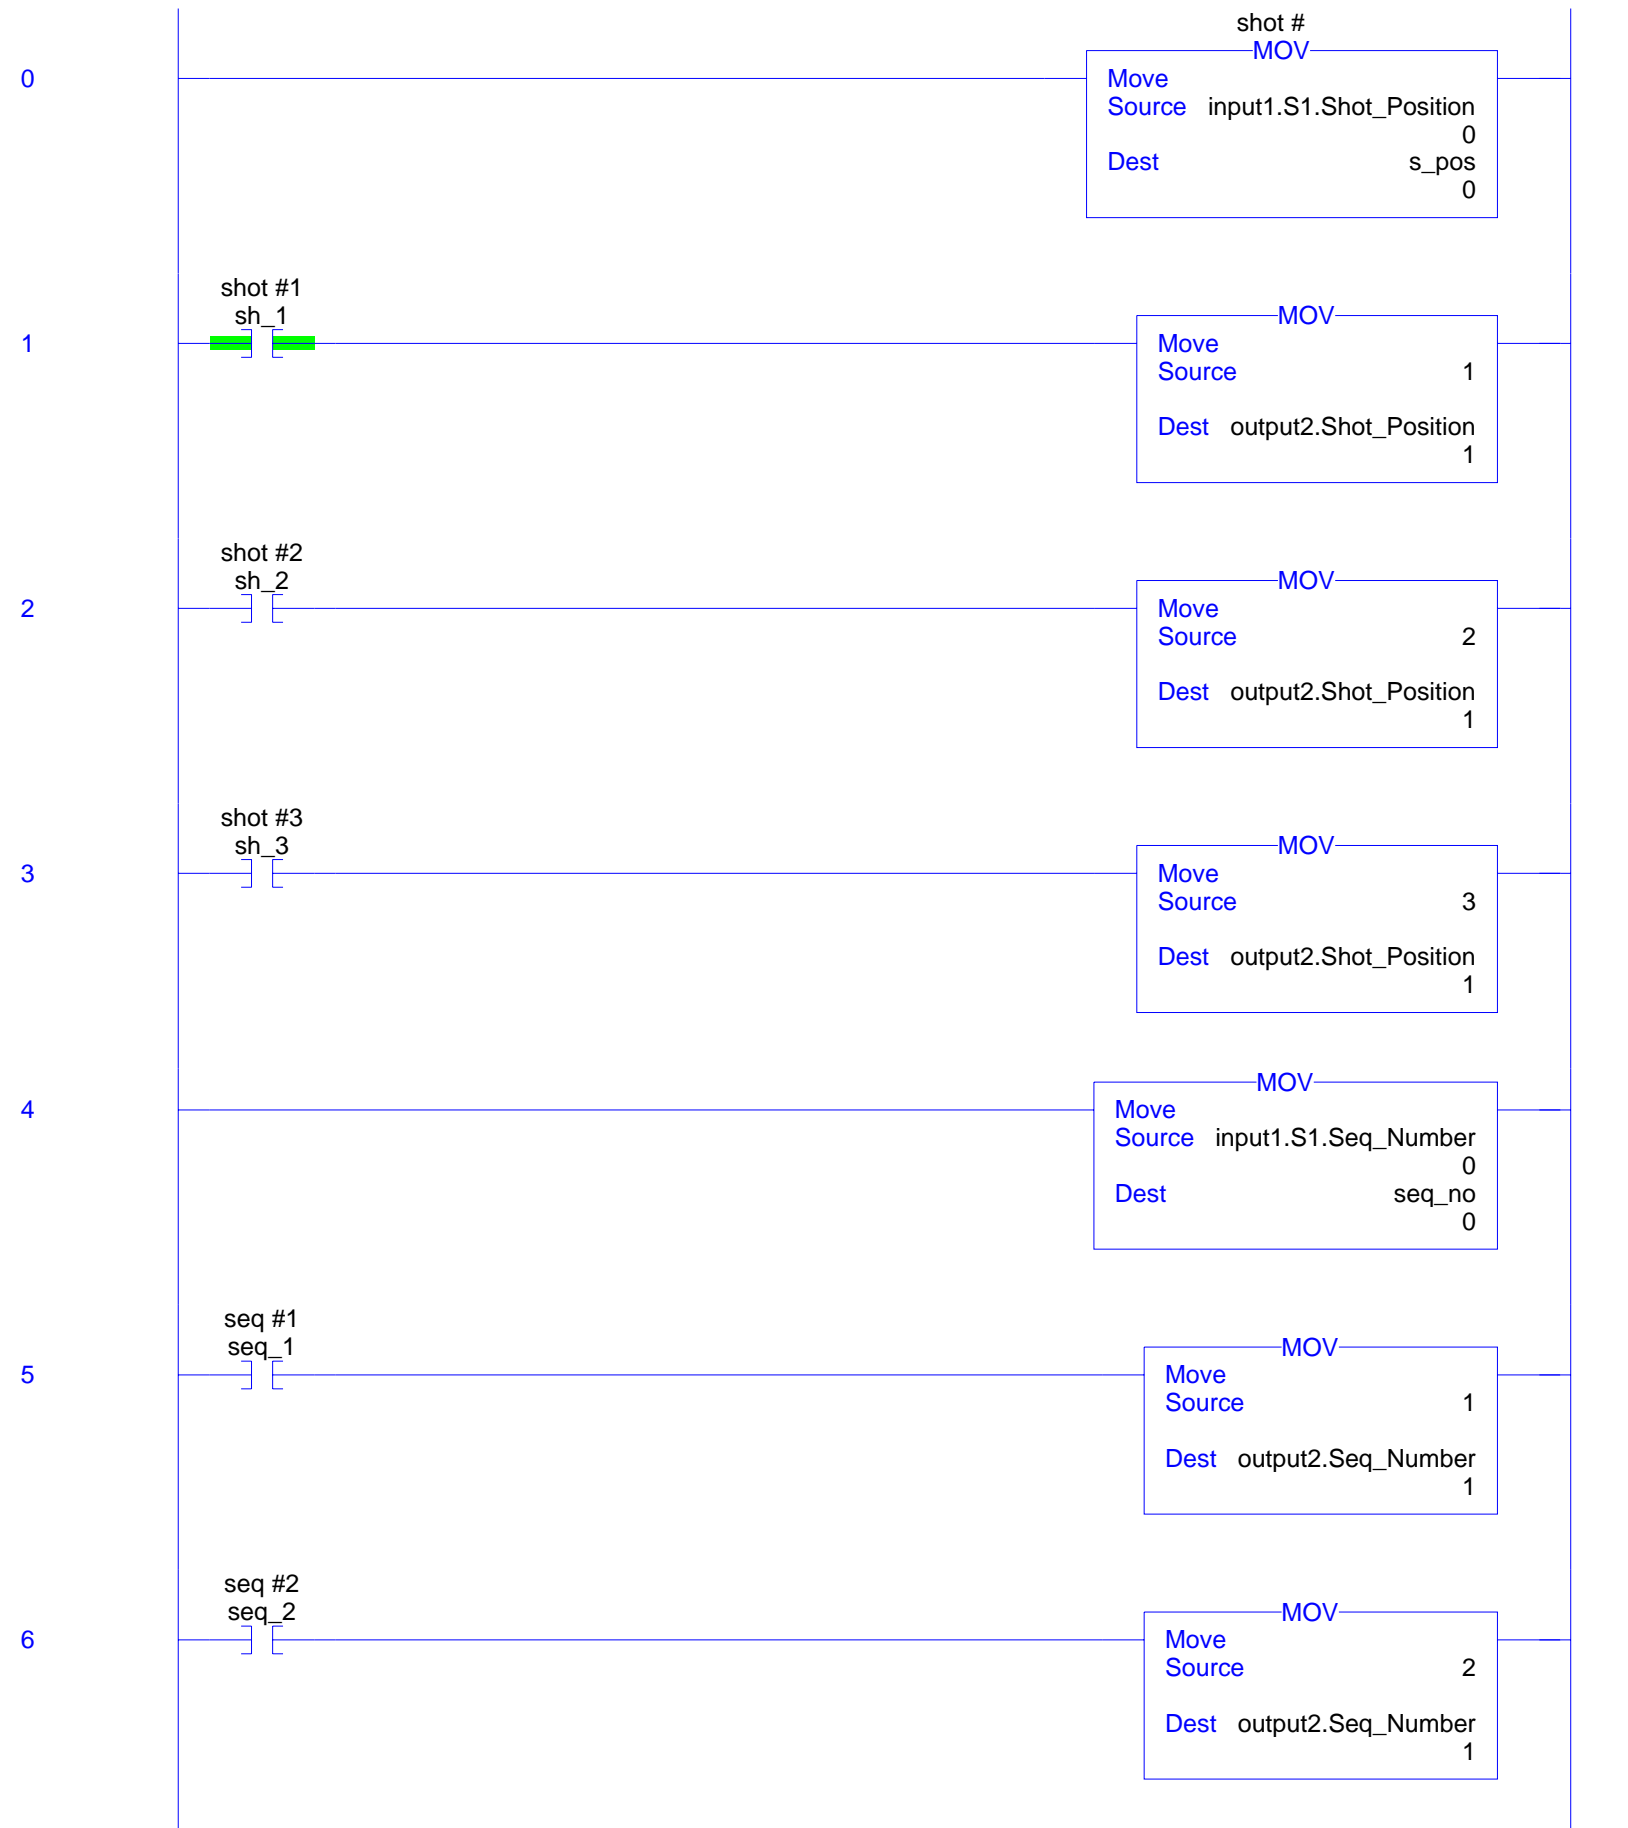 shot #
MOV
0
Move
Source input1.S1.Shot_Position
0
Dest s_pos
0
shot #1
sh_1
MOV
1
Move
Source 1
Dest output2.Shot_Position
1
shot #2
sh_2
MOV
2
Move
Source 2
Dest output2.Shot_Position
1
shot #3
sh_3
MOV
3
Move
Source 3
Dest output2.Shot_Position
1
MOV
4
Move
Source input1.S1.Seq_Number
0
Dest seq_no
0
seq #1
seq_1
MOV
5
Move
Source 1
Dest output2.Seq_Number
1
seq #2
seq_2
MOV
6
Move
Source 2
Dest output2.Seq_Number
1